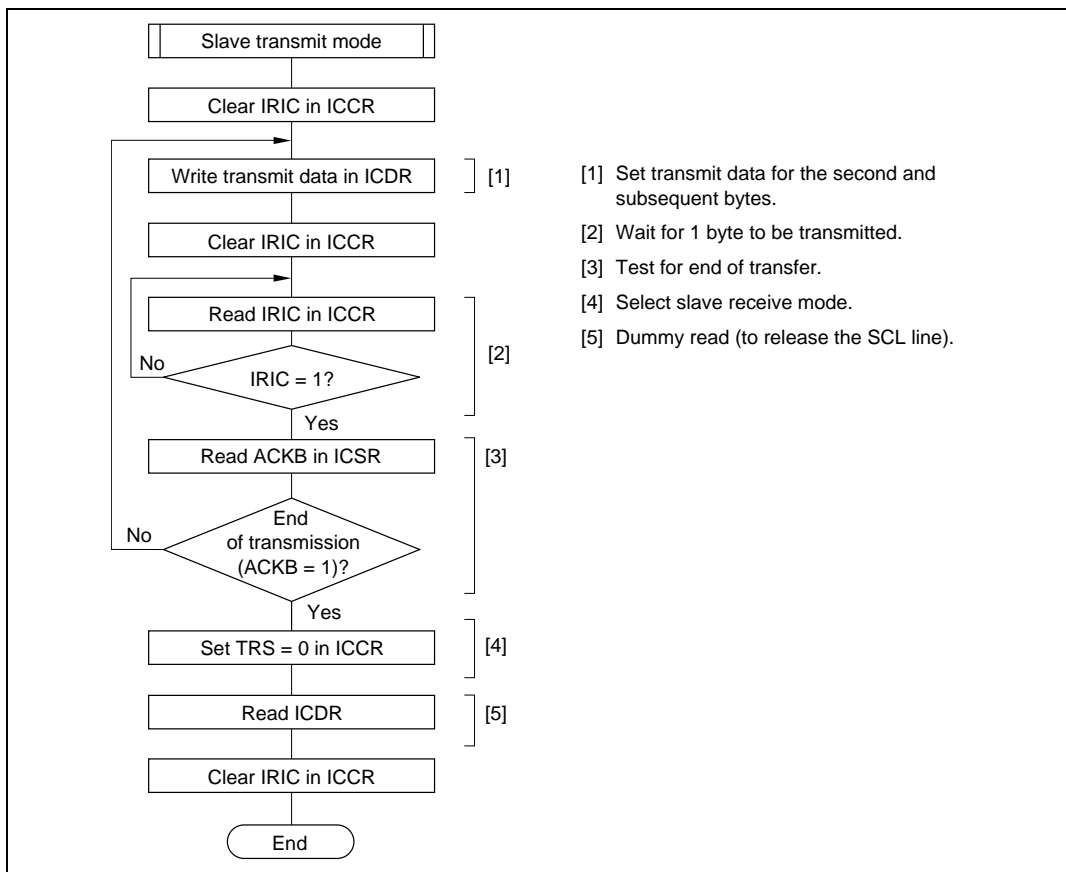 Slave transmit mode
Clear IRIC in ICCR
Write transmit data in ICDR
[1]
Clear IRIC in ICCR
Read IRIC in ICCR
[2]
No
IRIC = 1?
Yes
Read ACKB in ICSR
[3]
No
End
of transmission
(ACKB = 1)?
Yes
Set TRS = 0 in ICCR
[4]
Read ICDR
[5]
Clear IRIC in ICCR
End
[1] Set transmit data for the second and
subsequent bytes.
[2] Wait for 1 byte to be transmitted.
[3] Test for end of transfer.
[4] Select slave receive mode.
[5] Dummy read (to release the SCL line).